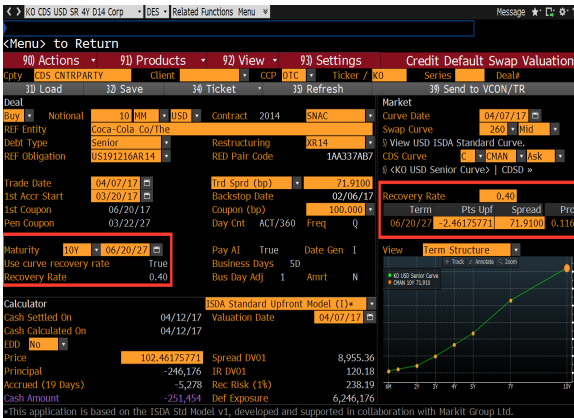 < > KO CDS USD SR 4Y D14 Corp DES Related Functions Menu Message
<Menu> to Return
90) Actions 91) Products 92) View 93) Settings Credit Default Swap Valuation
Cpty CDS CNTRPARTY Client CCP OTC Ticker / KO Series Deal#
31) Load 32) Save 34) Ticket 35) Refresh 39) Send to VCON/TR
Deal Market
Buy Notional 10 MM USD Contract 2014 SNAC Curve Date 04/07/17
REF Entity Coca-Cola Co/The Swap Curve 260 Mid
Debt Type Senior Restructuring XR14 View USD ISDA Standard Curve.
REF Obligation US191216AR14 RED Pair Code 1AA337AB7 CDS Curve C CMAN Ask
<KO USD Senior Curve> | CDSD »
Trade Date 04/07/17 Trd Sprd (bp) 71.9100
1st Accr Start 03/20/17 Backstop Date 02/06/17 Recovery Rate 0.40
1st Coupon 06/20/17 Coupon (bp) 100.000 Term Pts Upf Spread Pro
Pen Coupon 03/22/27 Day Cnt ACT/360 Freq Q 06/20/27 -2.46175771 71.9100 0.116
Maturity 10Y 06/20/27 Pay AI True Date Gen I View Term Structure
Use curve recovery rate True Business Days 5D Track Annotate Zoom
Recovery Rate 0.40 Bus Day Adj 1 Amrt N KO USD Senior Curve
CMAN 10Y 71.910
Calculator ISDA Standard Upfront Model (I)*
Cash Settled On 04/12/17 Valuation Date 04/07/17
Cash Calculated On 04/12/17
EDD No
Price 102.46175771 Spread DV01 8,955.36
Principal -246,176 IR DV01 120.18
Accrued (19 Days) -5,278 Rec Risk (1%) 238.19 6M 2Y 3Y 4Y 5Y 7Y 10Y
Cash Amount -251,454 Def Exposure 6,246,176
*This application is based on the ISDA Std Model v1, developed and supported in collaboration with Markit Group Ltd.